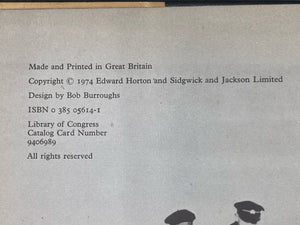 Made and Printed in Great Britain
Copyright © 1974 Edward Horton and Sidgwick and Jackson Limited
Design by Bob Burroughs
ISBN 0 385 05614-1
Library of Congress
Catalog Card Number
9406989
All rights reserved